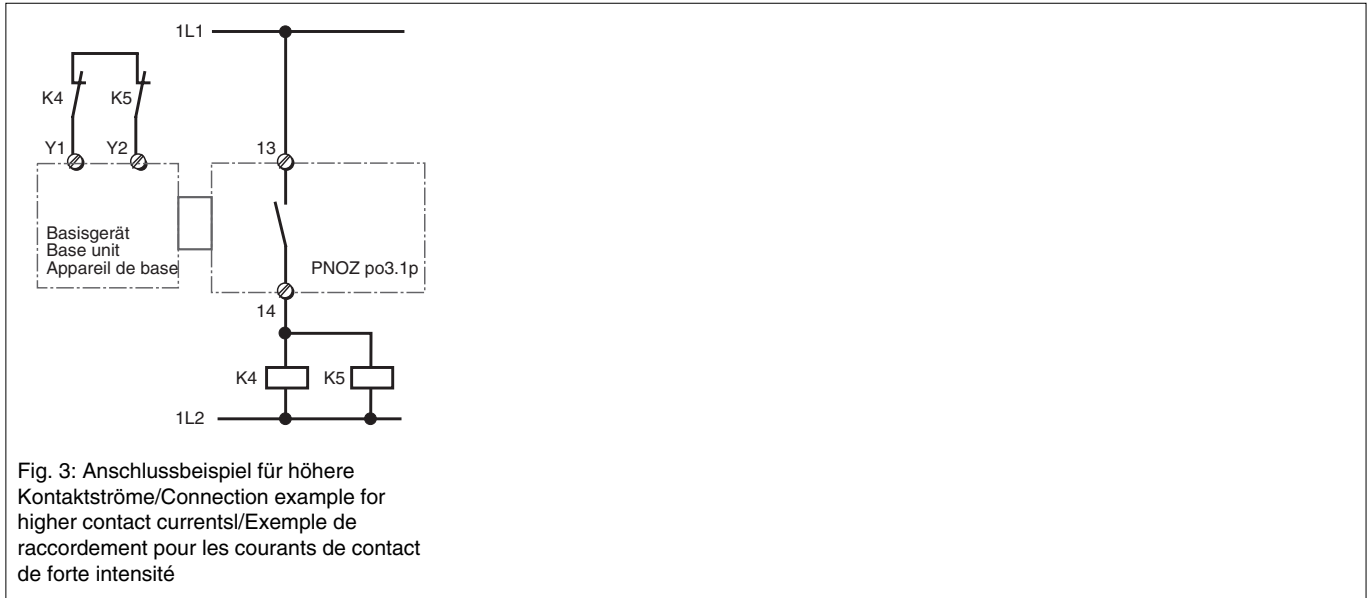 1L1
K4
K5
Y1
Y2
13
Basisgerät
Base unit
Appareil de base
PNOZ po3.1p
14
K4
K5
1L2
Fig. 3: Anschlussbeispiel für höhere
Kontaktströme/Connection example for
higher contact currentsl/Exemple de
raccordement pour les courants de contact
de forte intensité